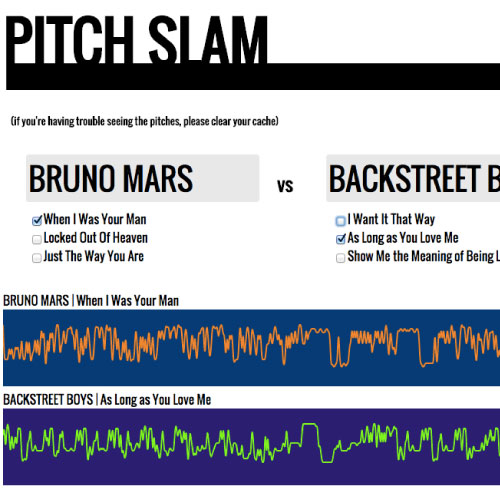 PITCH SLAM
(if you're having trouble seeing the pitches, please clear your cache)
BRUNO MARS vs BACKSTREET B
When I Was Your Man
Locked Out Of Heaven
Just The Way You Are
I Want It That Way
As Long as You Love Me
Show Me the Meaning of Being L
BRUNO MARS | When I Was Your Man
BACKSTREET BOYS | As Long as You Love Me